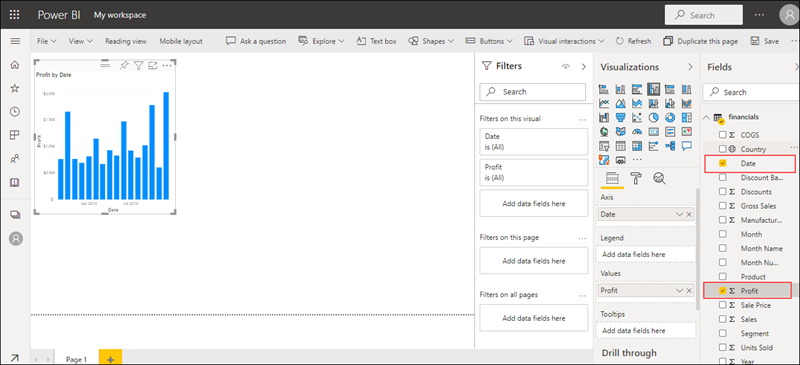 Power BI My workspace Search
File View Reading view Mobile layout Ask a question Explore Text box Shapes Buttons Visual interactions Refresh Duplicate this page Save
Profit by Date
$2.0M
$1.5M
$1.0M
$0.5M
$0
Profit
Jan 2014 Jul 2014
Date
Filters
Search
Filters on this visual
Date
is (All)
Profit
is (All)
Add data fields here
Filters on this page
Add data fields here
Filters on all pages
Add data fields here
Visualizations
Axis
Date
Legend
Add data fields here
Values
Profit
Tooltips
Add data fields here
Drill through
Fields
Search
financials
COGS
Country
Date
Discount Ba...
Discounts
Gross Sales
Manufactur...
Month
Month Name
Month Nu...
Product
Profit
Sale Price
Sales
Segment
Units Sold
Year
Page 1